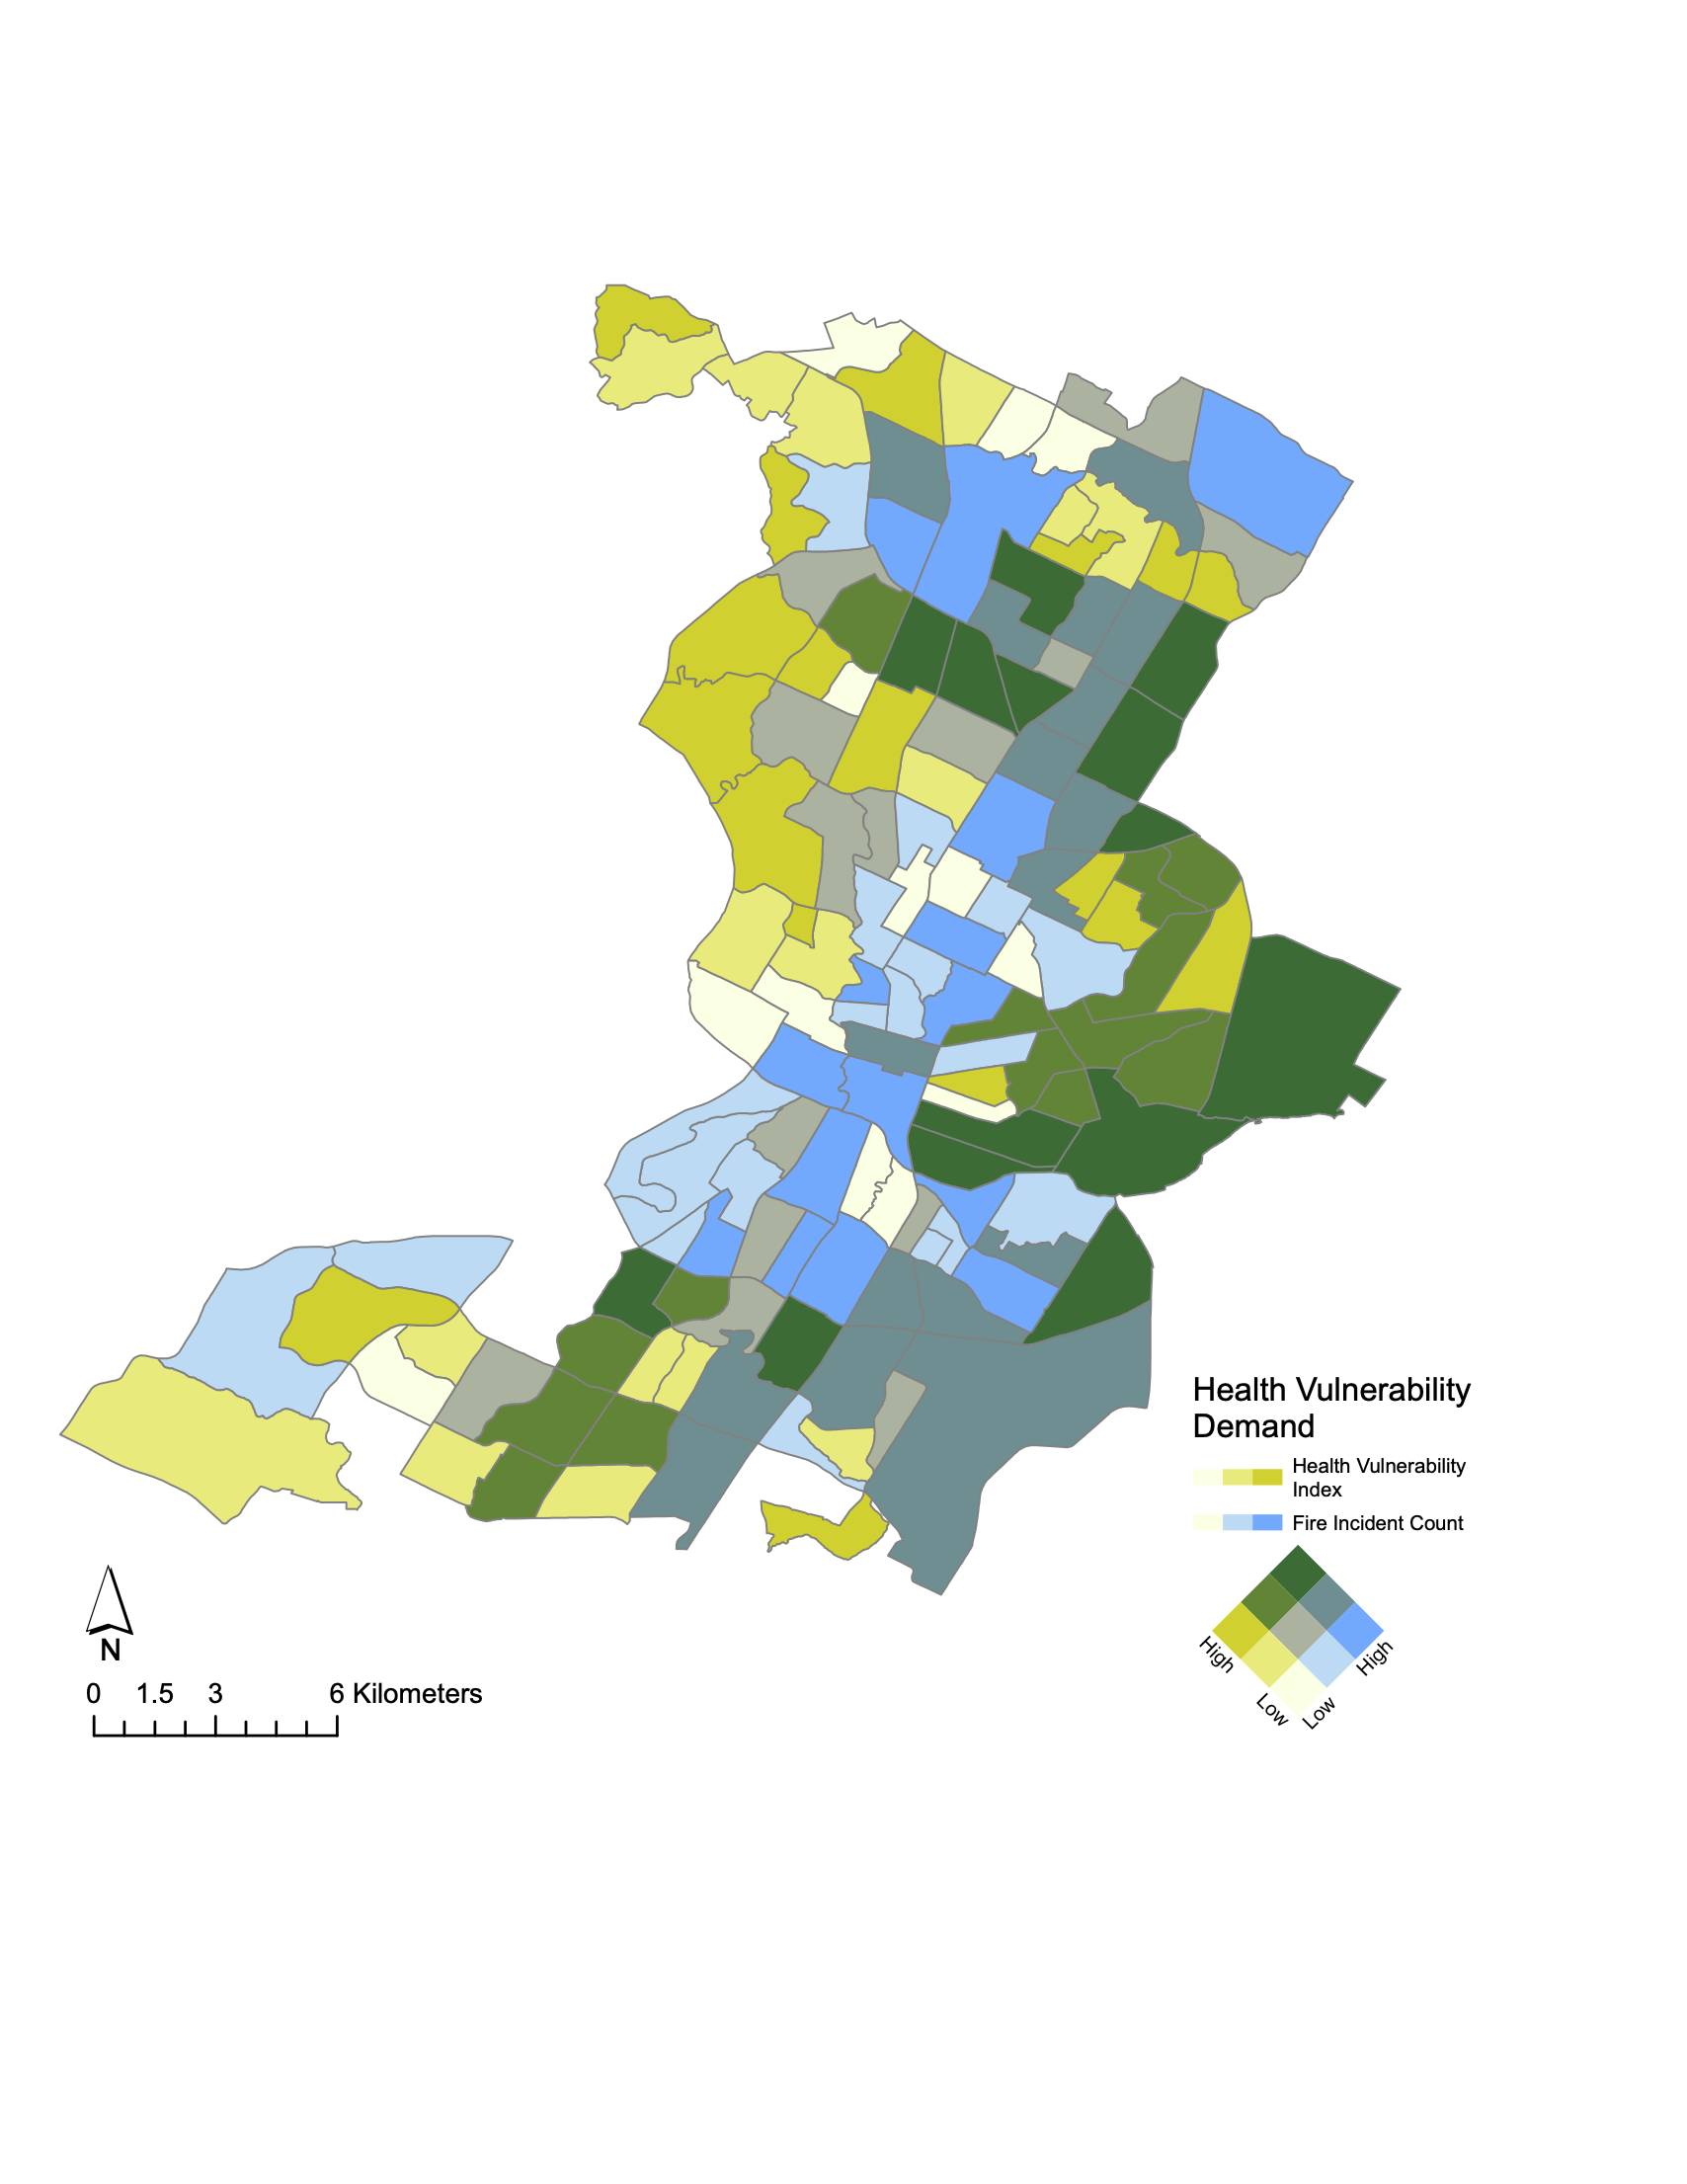 Health Vulnerability
Demand
Health Vulnerability
Index
Fire Incident Count
High
High
Low
Low
N
0 1.5 3 6 Kilometers